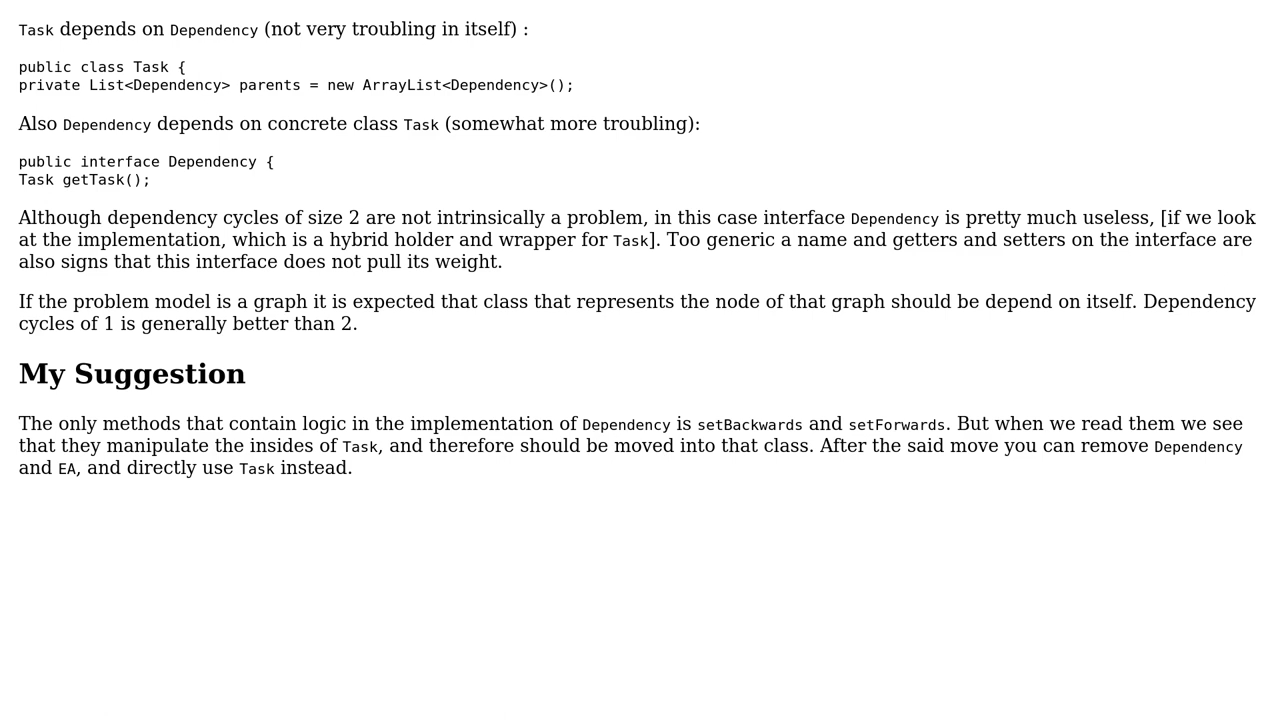 Task depends on Dependency (not very troubling in itself) :
public class Task {
private List<Dependency> parents = new ArrayList<Dependency>();
Also Dependency depends on concrete class Task (somewhat more troubling):
public interface Dependency {
Task getTask();
Although dependency cycles of size 2 are not intrinsically a problem, in this case interface Dependency is pretty much useless, [if we look
at the implementation, which is a hybrid holder and wrapper for Task]. Too generic a name and getters and setters on the interface are
also signs that this interface does not pull its weight.
If the problem model is a graph it is expected that class that represents the node of that graph should be depend on itself. Dependency
cycles of 1 is generally better than 2.
My Suggestion
The only methods that contain logic in the implementation of Dependency is setBackwards and setForwards. But when we read them we see
that they manipulate the insides of Task, and therefore should be moved into that class. After the said move you can remove Dependency
and EA, and directly use Task instead.